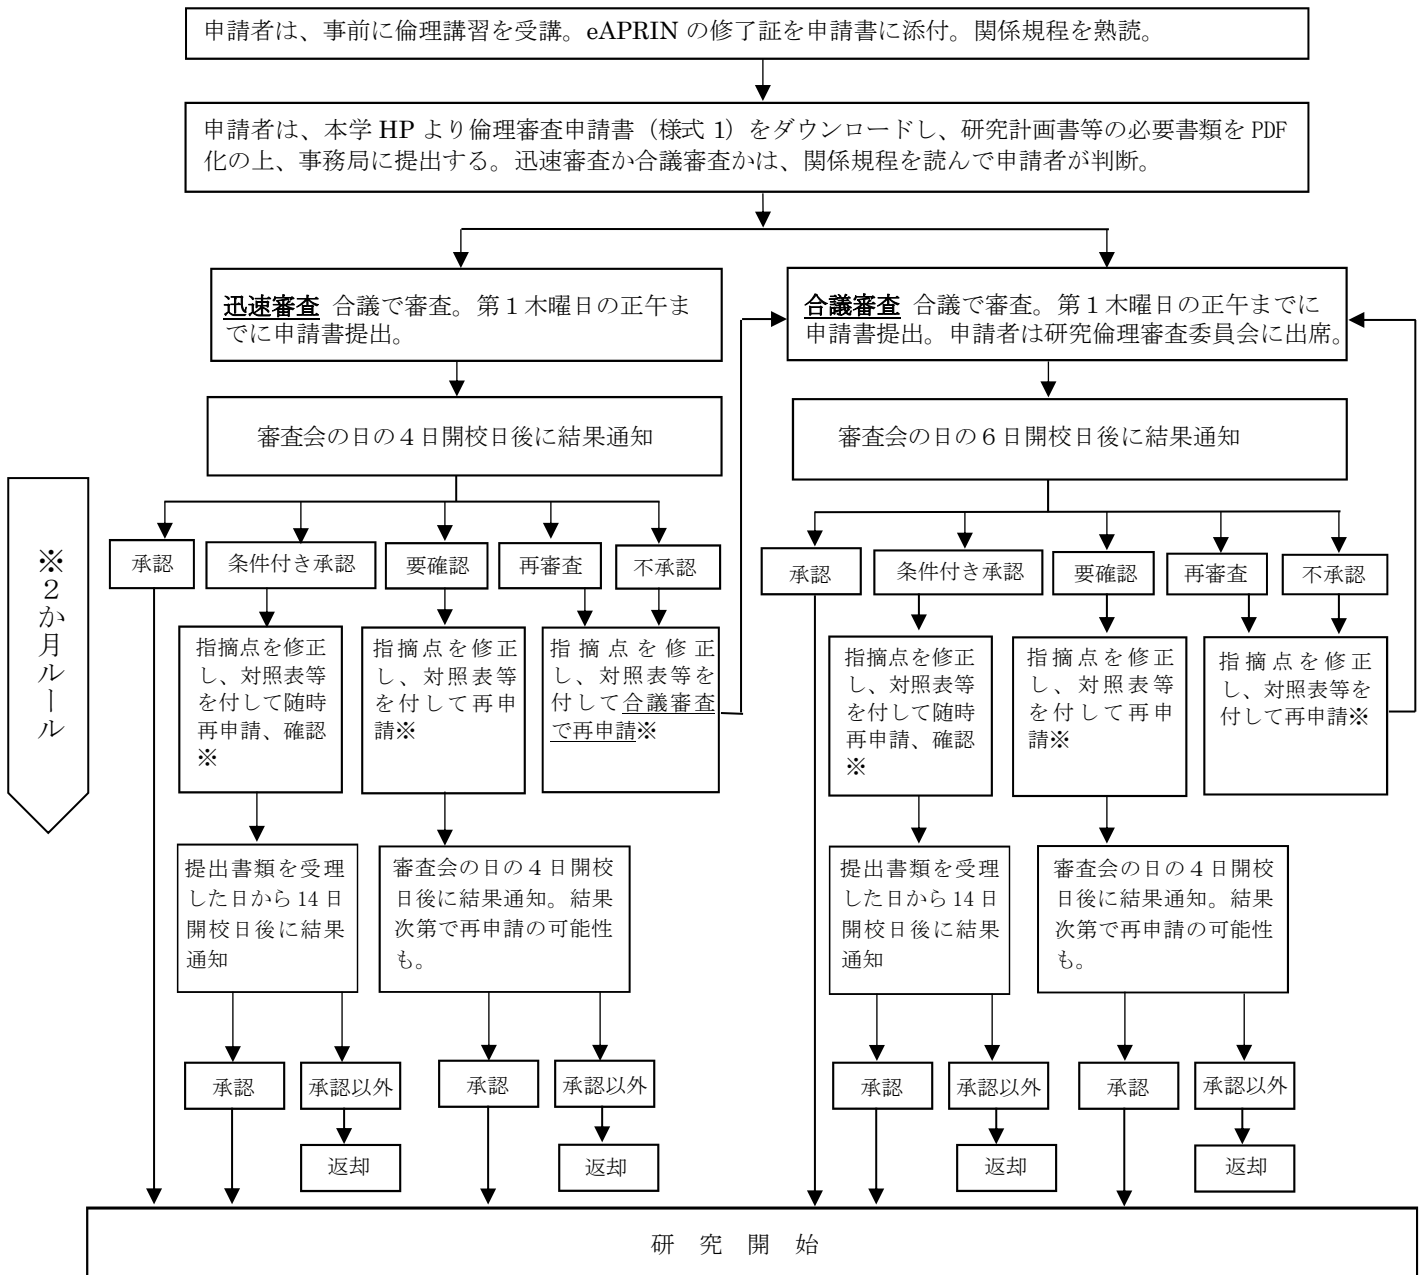 申請者は、事前に倫理講習を受講。eAPRIN の修了証を申請書に添付。関係規程を熟読。
申請者は、本学 HP より倫理審査申請書（様式 1）をダウンロードし、研究計画書等の必要書類を PDF
化の上、事務局に提出する。迅速審査か合議審査かは、関係規程を読んで申請者が判断。
迅速審査 合議で審査。第１木曜日の正午ま
でに申請書提出。
合議審査 合議で審査。第１木曜日の正午までに
申請書提出。申請者は研究倫理審査委員会に出席。
審査会の日の４日開校日後に結果通知
審査会の日の６日開校日後に結果通知
※２か月ルール
承認
条件付き承認
要確認
再審査
不承認
承認
条件付き承認
要確認
再審査
不承認
指摘点を修正
し、対照表等
を付して随時
再申請、確認
※
指摘点を修正
し、対照表等
を付して再申
請※
指摘点を修正
し、対照表等を
付して合議審査
で再申請※
指摘点を修正
し、対照表等
を付して随時
再申請、確認
※
指摘点を修正
し、対照表等
を付して再申
請※
指摘点を修正
し、対照表等を
付して再申請※
提出書類を受理
した日から 14 日
開校日後に結果
通知
審査会の日の４日開校
日後に結果通知。結果
次第で再申請の可能性
も。
提出書類を受理
した日から 14 日
開校日後に結果
通知
審査会の日の４日開校
日後に結果通知。結果
次第で再申請の可能性
も。
承認
承認以外
承認
承認以外
承認
承認以外
承認
承認以外
返却
返却
返却
返却
研究開始